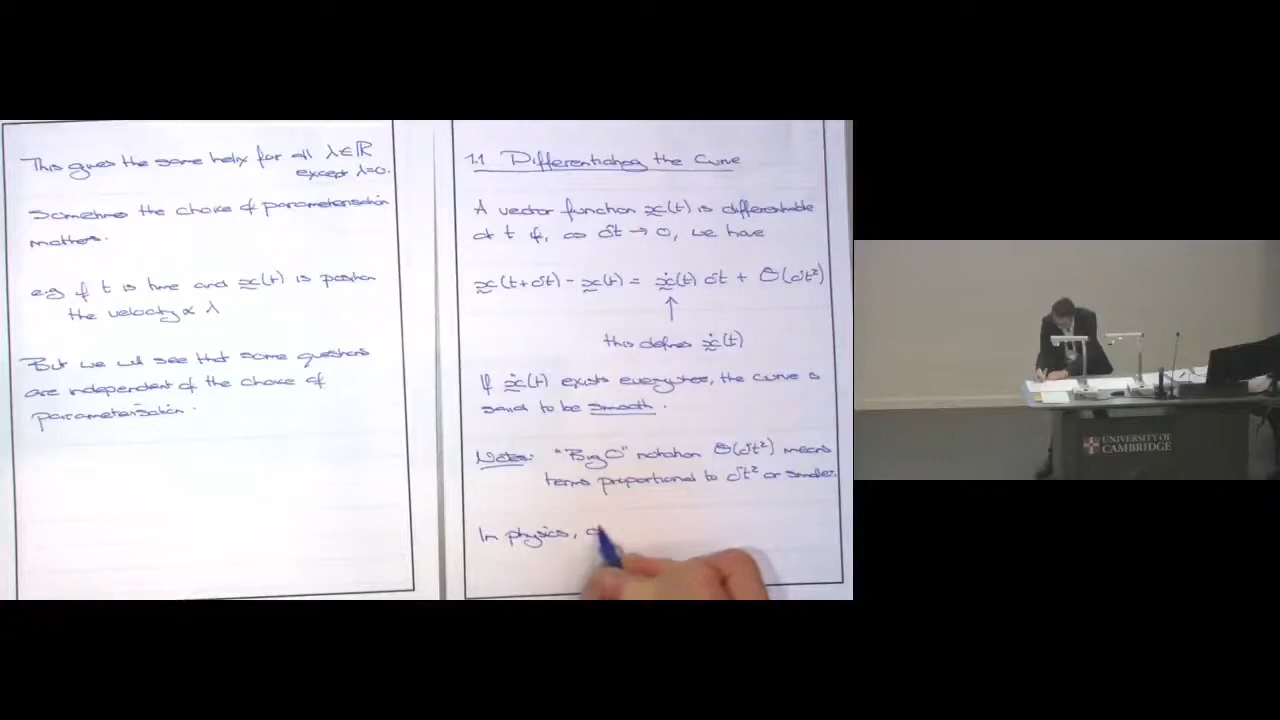 This gives the same helix for all λ∈ℝ
except λ=0.
Sometimes the choice of parameterisation
matters.
e.g. if t is time and x(t) is position
the velocity ∝ λ
But we will see that some questions
are independent of the choice of
parameterisation.
1.1 Differentiating the Curve
A vector function x(t) is differentiable
at t if, as δt → 0, we have
x(t+δt) - x(t) = ẋ(t) δt + O(δt²)
↑
this defines ẋ(t)
If ẋ(t) exists everywhere, the curve is
said to be smooth.
Notes: "Big O" notation O(δt²) means
terms proportional to δt² or smaller.
In physics,
UNIVERSITY OF
CAMBRIDGE